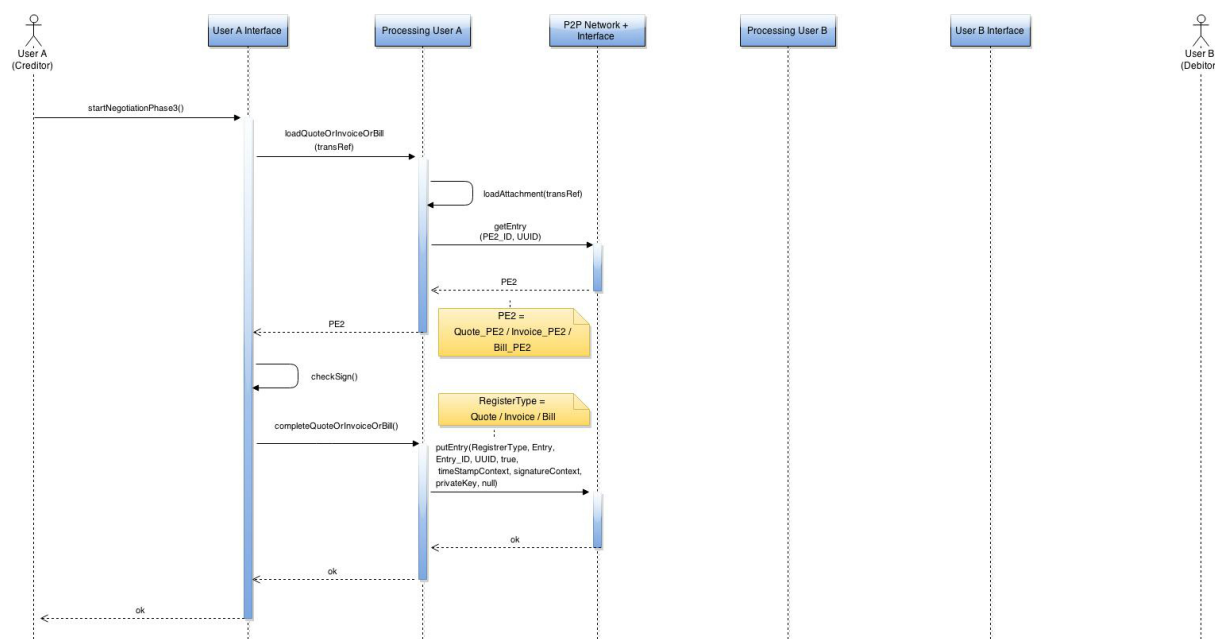 User A Interface
Processing User A
P2P Network +
Interface
Processing User B
User B Interface
User A
(Creditor)
User B
(Debitor
startNegotiationPhase3()
loadQuoteOrInvoiceOrBill
(transRef)
loadAttachment(transRef)
getEntry
(PE2_ID, UUID)
PE2
PE2 =
Quote_PE2 / Invoice_PE2 /
Bill_PE2
PE2
checkSign()
RegisterType =
Quote / Invoice / Bill
completeQuoteOrInvoiceOrBill()
putEntry(RegistrerType, Entry,
Entry_ID, UUID, true,
timeStampContext, signatureContext,
privateKey, null)
ok
ok
ok